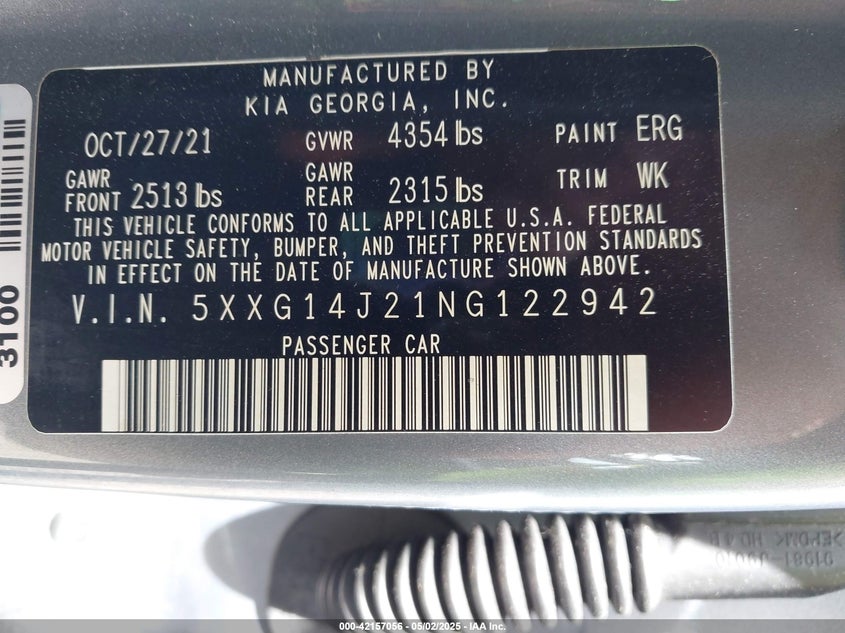 MANUFACTURED BY
KIA GEORGIA, INC.
OCT/27/21 GVWR 4354 lbs PAINT ERG
GAWR FRONT 2513 lbs GAWR REAR 2315 lbs TRIM WK
THIS VEHICLE CONFORMS TO ALL APPLICABLE U.S.A. FEDERAL
MOTOR VEHICLE SAFETY, BUMPER, AND THEFT PREVENTION STANDARDS
IN EFFECT ON THE DATE OF MANUFACTURE SHOWN ABOVE.
V.I.N. 5XXG14J21NG122942
PASSENGER CAR
3100
>EPDM< HD
000-42157056 - 05/02/2025 - IAA Inc.